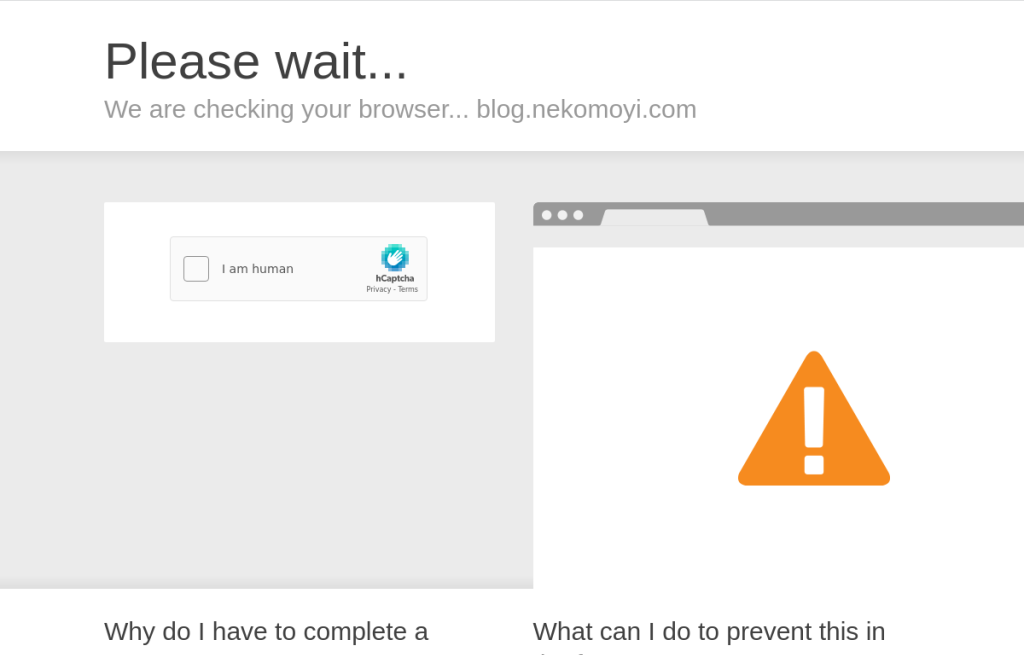 Please wait...
We are checking your browser... blog.nekomoyi.com
I am human
hCaptcha
Privacy - Terms
Why do I have to complete a
What can I do to prevent this in